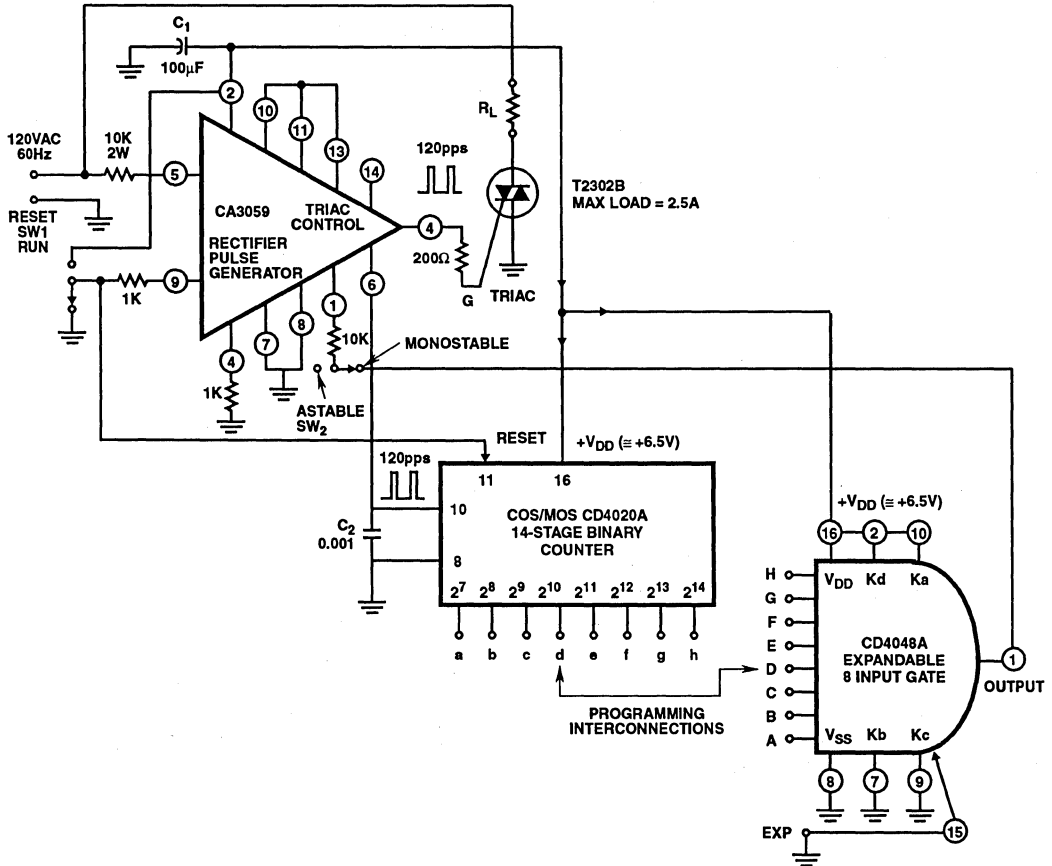 C1
100µF
2
10
11
13
14
RL
120VAC
60Hz
10K
2W
5
120pps
T2302B
MAX LOAD = 2.5A
CA3059
TRIAC
CONTROL
4
RESET
SW1
RUN
RECTIFIER
PULSE
GENERATOR
200Ω
G
TRIAC
9
1K
6
1
8
7
4
10K
MONOSTABLE
1K
ASTABLE
SW2
RESET
+VDD (≅ +6.5V)
120pps
11
16
10
COS/MOS CD4020A
14-STAGE BINARY
COUNTER
C2
0.001
8
2^7 2^8 2^9 2^10 2^11 2^12 2^13 2^14
a b c d e f g h
+VDD (≅ +6.5V)
16 2 10
VDD Kd Ka
H
G
F
E
D
C
B
A
CD4048A
EXPANDABLE
8 INPUT GATE
1
OUTPUT
PROGRAMMING
INTERCONNECTIONS
VSS Kb Kc
8 7 9
EXP
15